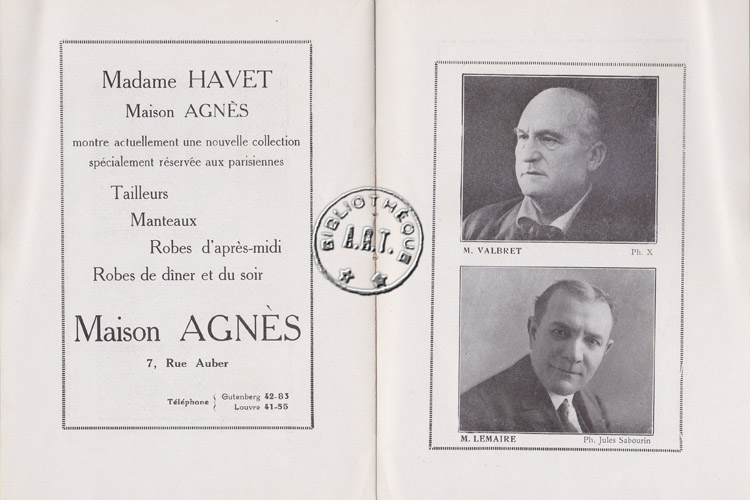 Madame HAVET
Maison AGNÈS
montre actuellement une nouvelle collection
spécialement réservée aux parisiennes
Tailleurs
Manteaux
Robes d'après-midi
Robes de dîner et du soir
Maison AGNÈS
7, Rue Auber
Téléphone { Gutenberg 42-83
Louvre 41-55
BIBLIOTHÈQUE
A.R.T.
M. VALBRET Ph. X
M. LEMAIRE Ph. Jules Sabourin